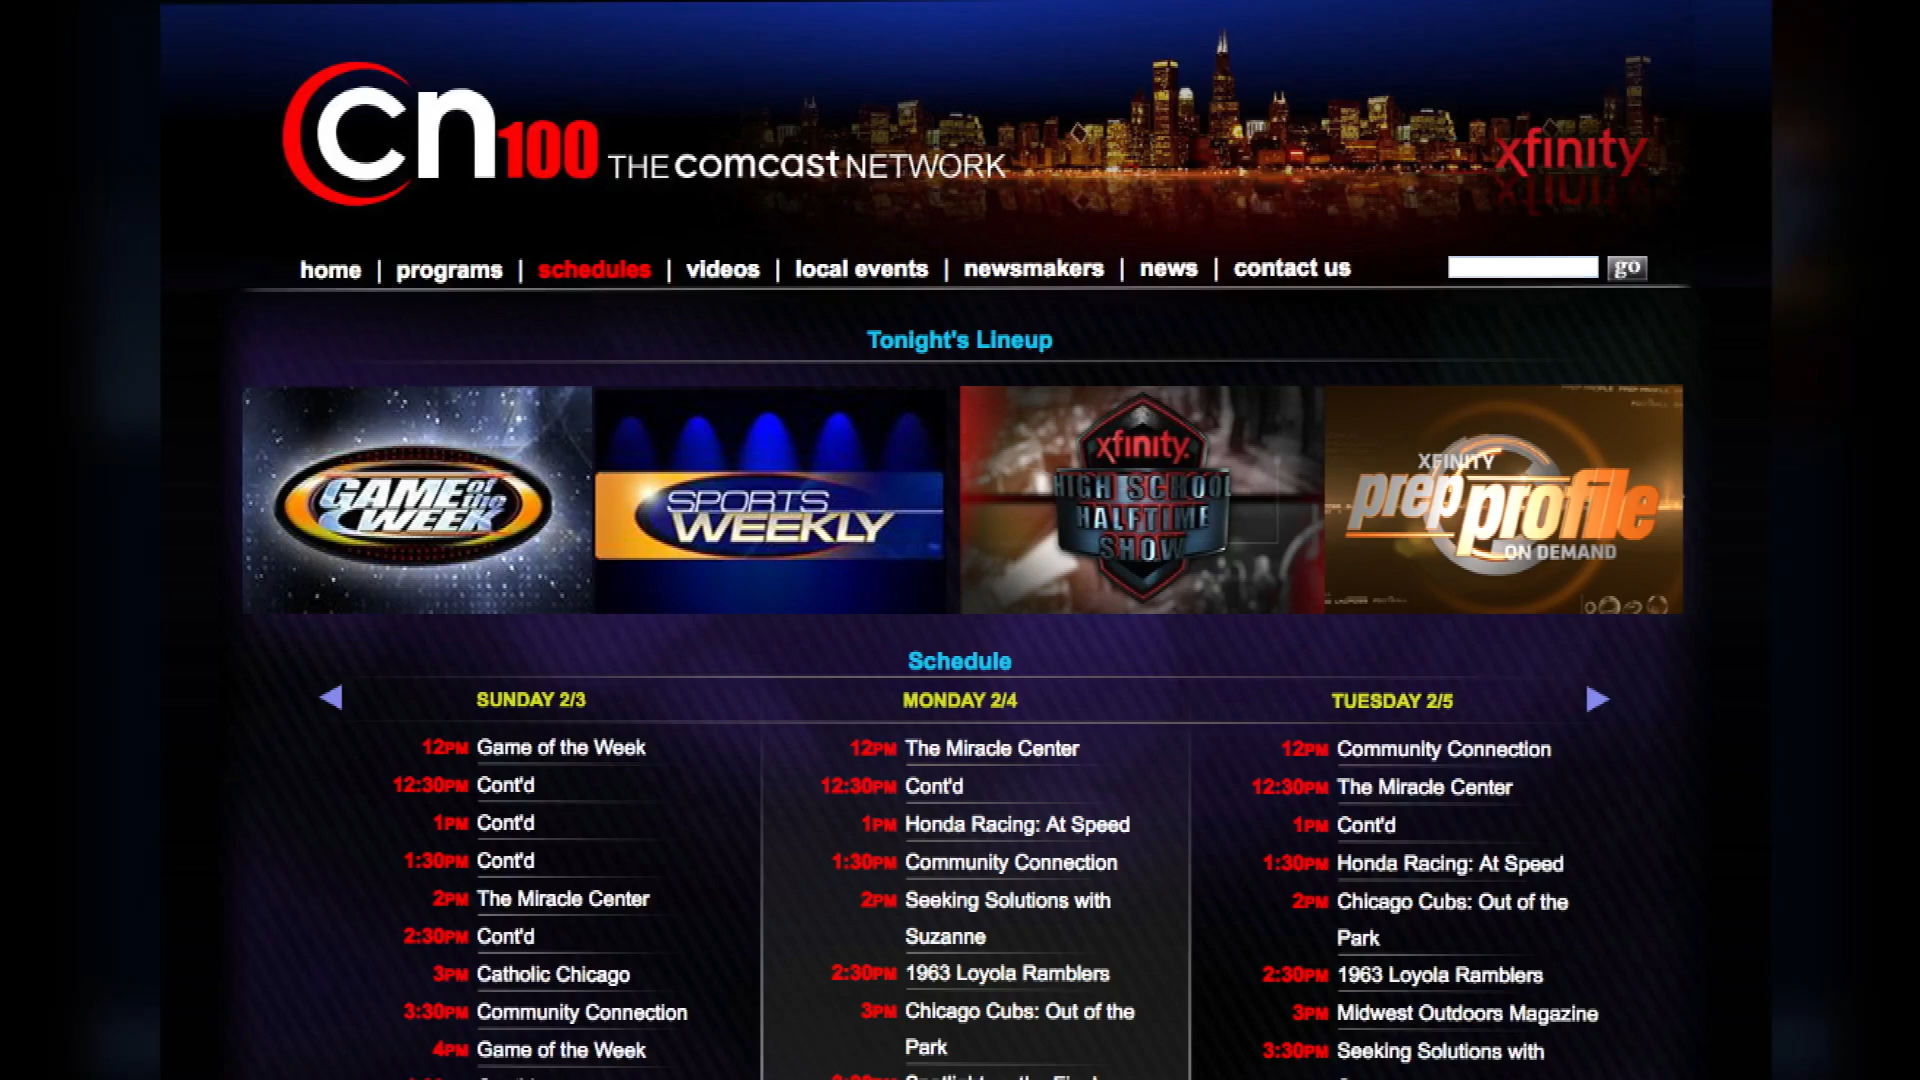 cn100 THE comcast NETWORK
xfinity
home | programs | schedules | videos | local events | newsmakers | news | contact us
go
Tonight's Lineup
GAME of the WEEK
SPORTS
WEEKLY
xfinity
HIGH SCHOOL
HALFTIME
SHOW
XFINITY
prep profile
ON DEMAND
Schedule
SUNDAY 2/3
12PM Game of the Week
12:30PM Cont'd
1PM Cont'd
1:30PM Cont'd
2PM The Miracle Center
2:30PM Cont'd
3PM Catholic Chicago
3:30PM Community Connection
4PM Game of the Week
MONDAY 2/4
12PM The Miracle Center
12:30PM Cont'd
1PM Honda Racing: At Speed
1:30PM Community Connection
2PM Seeking Solutions with
Suzanne
2:30PM 1963 Loyola Ramblers
3PM Chicago Cubs: Out of the
Park
TUESDAY 2/5
12PM Community Connection
12:30PM The Miracle Center
1PM Cont'd
1:30PM Honda Racing: At Speed
2PM Chicago Cubs: Out of the
Park
2:30PM 1963 Loyola Ramblers
3PM Midwest Outdoors Magazine
3:30PM Seeking Solutions with